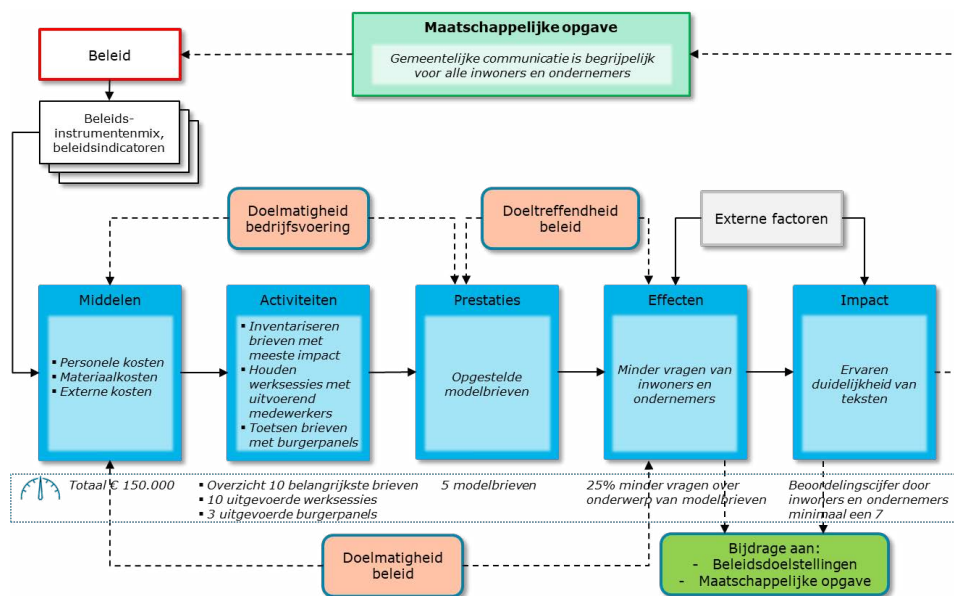 Maatschappelijke opgave
Gemeentelijke communicatie is begrijpelijk
voor alle inwoners en ondernemers
Beleid
Beleids-
instrumentenmix,
beleidsindicatoren
Doelmatigheid
bedrijfsvoering
Doeltreffendheid
beleid
Externe factoren
Middelen
▪ Personele kosten
▪ Materiaalkosten
▪ Externe kosten
Activiteiten
▪ Inventariseren
brieven met
meeste impact
▪ Houden
werksessies met
uitvoerend
medewerkers
▪ Toetsen brieven
met burgerpanels
Prestaties
Opgestelde
modelbrieven
Effecten
Minder vragen van
inwoners en
ondernemers
Impact
Ervaren
duidelijkheid van
teksten
Totaal € 150.000
▪ Overzicht 10 belangrijkste brieven
▪ 10 uitgevoerde werksessies
▪ 3 uitgevoerde burgerpanels
5 modelbrieven
25% minder vragen over
onderwerp van modelbrieven
Beoordelingscijfer door
inwoners en ondernemers
minimaal een 7
Doelmatigheid
beleid
Bijdrage aan:
- Beleidsdoelstellingen
- Maatschappelijke opgave